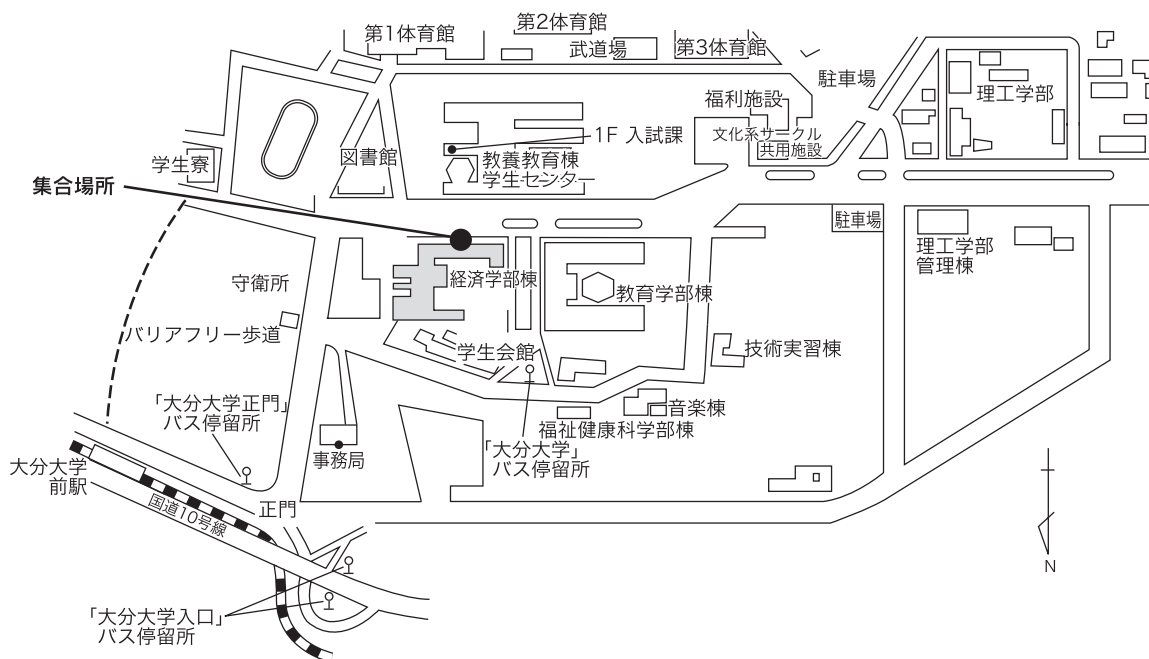 第2体育館
第1体育館
武道場
第3体育館
駐車場
理工学部
福利施設
1F 入試課
文化系サークル
共用施設
図書館
教養教育棟
学生センター
学生寮
集合場所
駐車場
理工学部
管理棟
守衛所
経済学部棟
教育学部棟
バリアフリー歩道
学生会館
技術実習棟
「大分大学正門」
バス停留所
音楽棟
福祉健康科学部棟
「大分大学」
バス停留所
事務局
大分大学
前駅
国道10号線
正門
N
「大分大学入口」
バス停留所